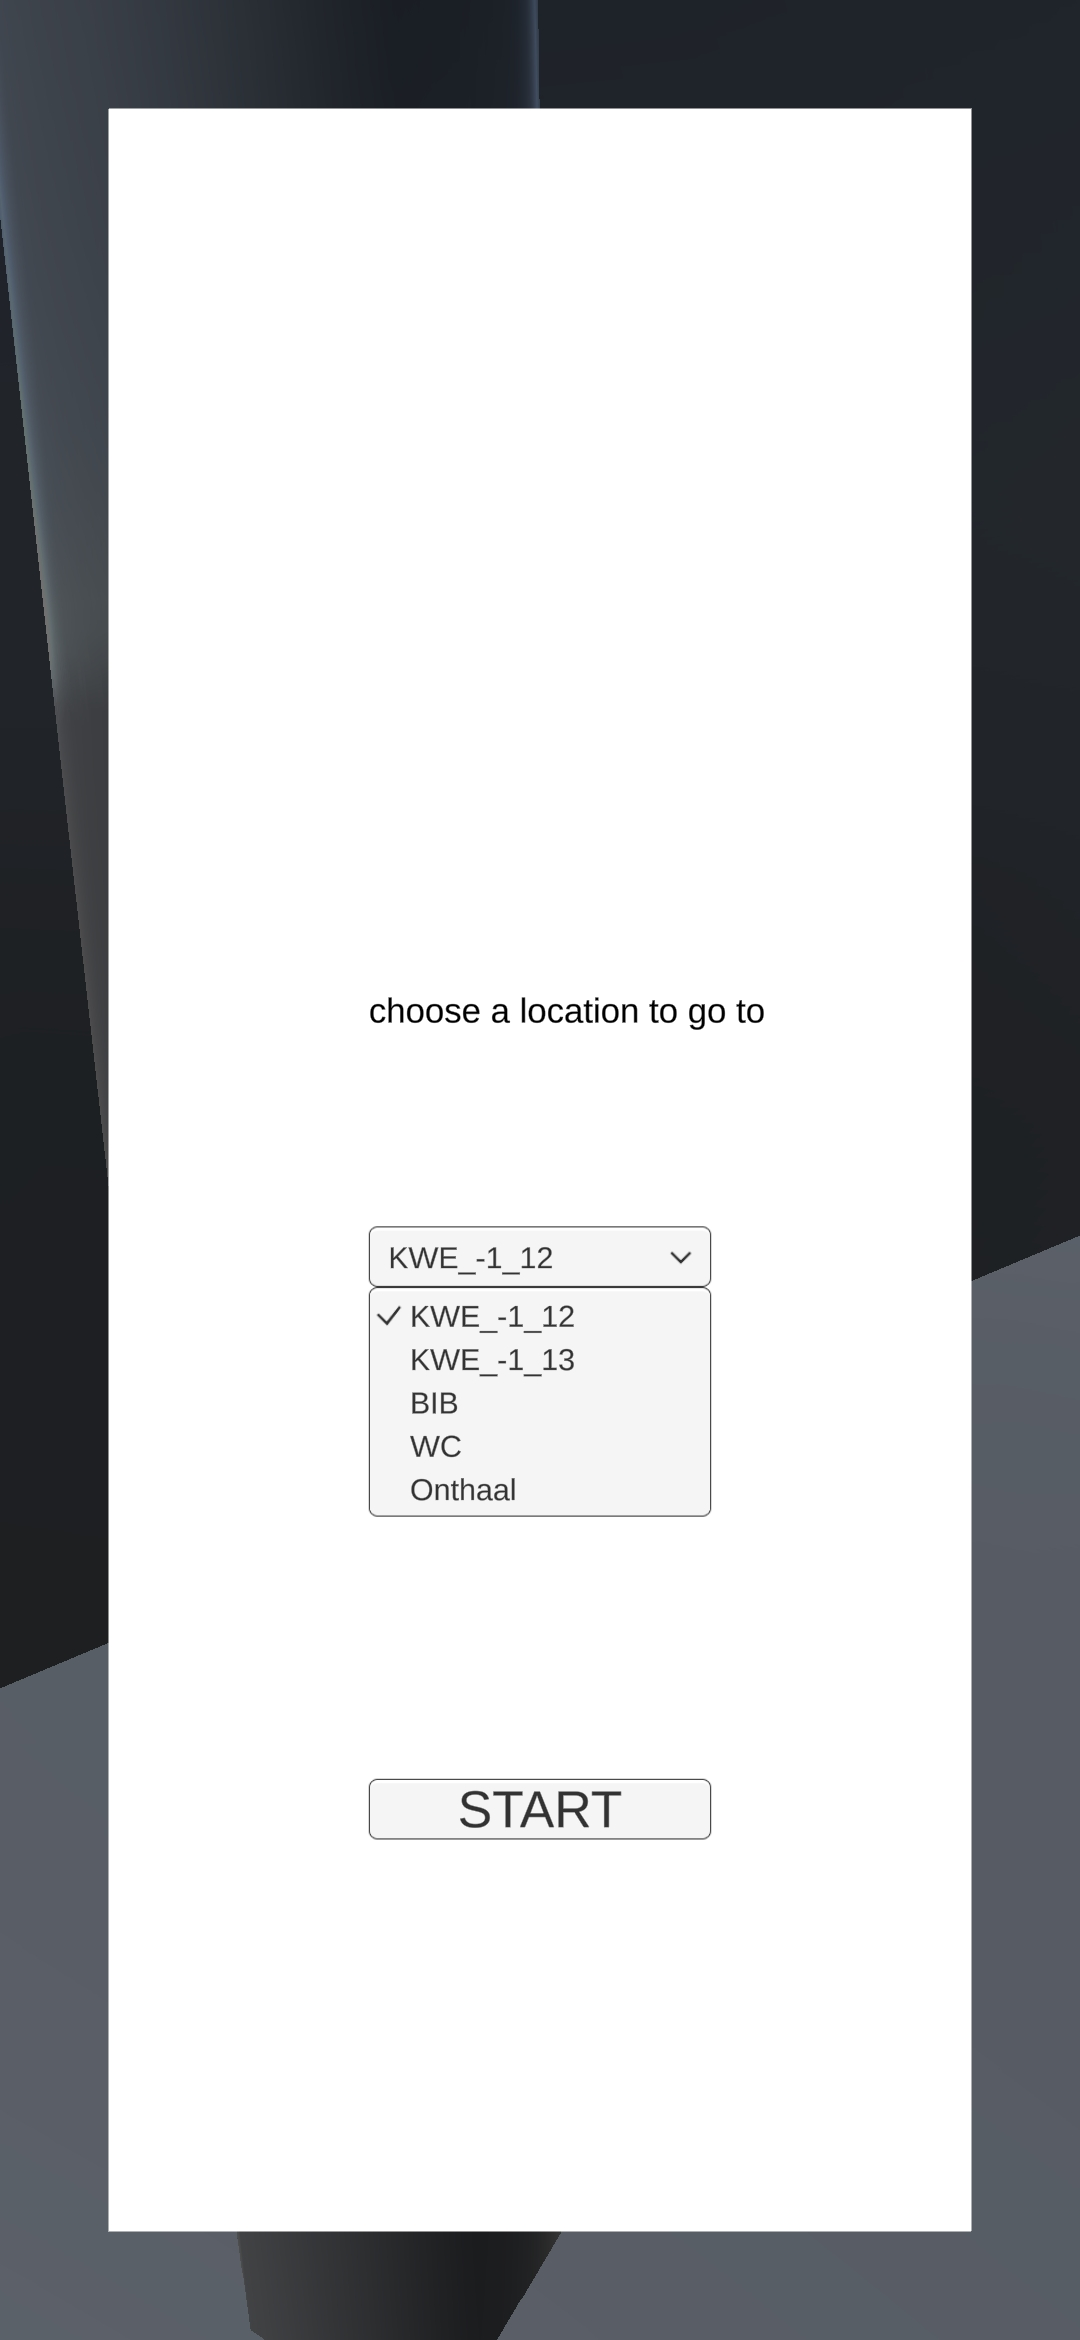 choose a location to go to
KWE_-1_12
KWE_-1_12
KWE_-1_13
BIB
WC
Onthaal
START